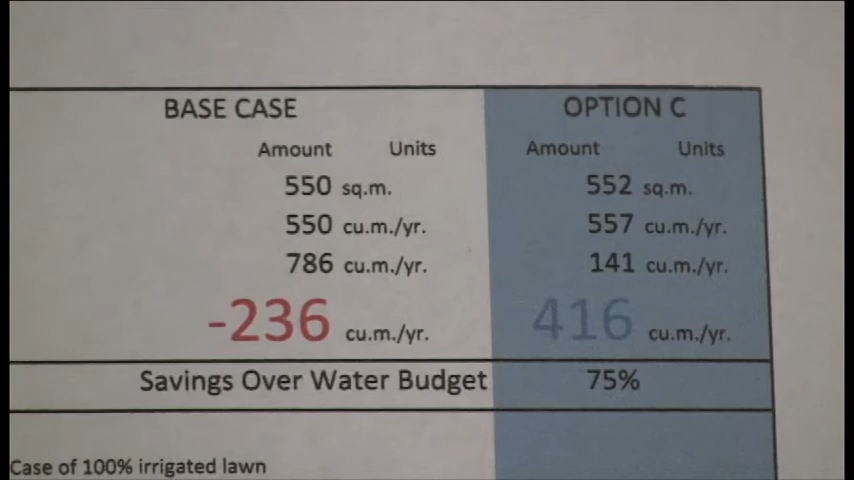 BASE CASE OPTION C
Amount Units Amount Units
550 sq.m. 552 sq.m.
550 cu.m./yr. 557 cu.m./yr.
786 cu.m./yr. 141 cu.m./yr.
-236 cu.m./yr. 416 cu.m./yr.
Savings Over Water Budget 75%
Case of 100% irrigated lawn